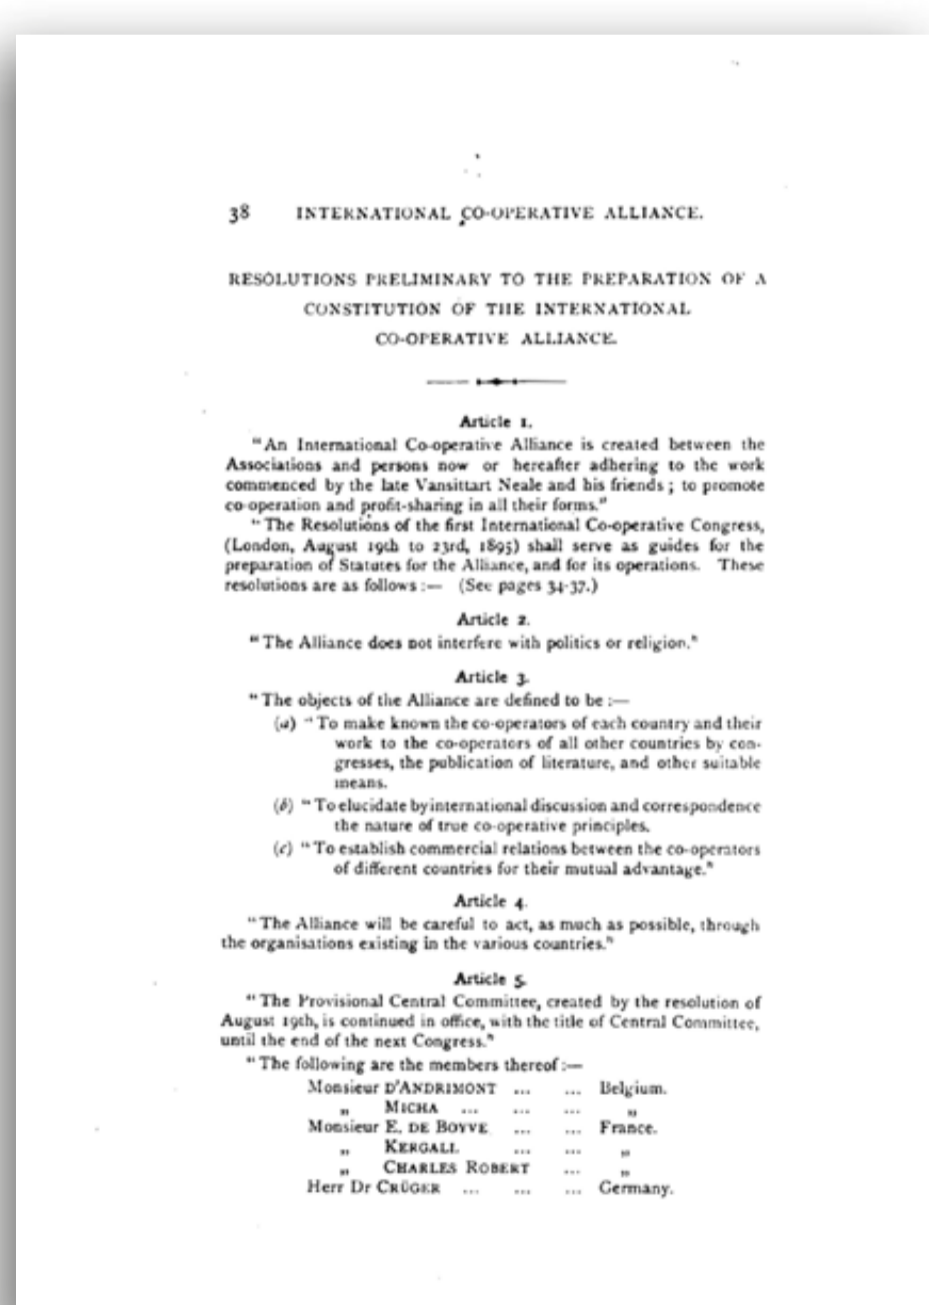 38 INTERNATIONAL CO-OPERATIVE ALLIANCE.
RESOLUTIONS PRELIMINARY TO THE PREPARATION OF A
CONSTITUTION OF THE INTERNATIONAL
CO-OPERATIVE ALLIANCE.
Article 1.
"An International Co-operative Alliance is created between the
Associations and persons now or hereafter adhering to the work
commenced by the late Vansittart Neale and his friends; to promote
co-operation and profit-sharing in all their forms."
"The Resolutions of the first International Co-operative Congress,
(London, August 19th to 23rd, 1895) shall serve as guides for the
preparation of Statutes for the Alliance, and for its operations. These
resolutions are as follows:— (See pages 34-37.)
Article 2.
"The Alliance does not interfere with politics or religion."
Article 3.
"The objects of the Alliance are defined to be:—
(a) "To make known the co-operators of each country and their
work to the co-operators of all other countries by con-
gresses, the publication of literature, and other suitable
means.
(b) "To elucidate by international discussion and correspondence
the nature of true co-operative principles.
(c) "To establish commercial relations between the co-operators
of different countries for their mutual advantage."
Article 4.
"The Alliance will be careful to act, as much as possible, through
the organisations existing in the various countries."
Article 5.
"The Provisional Central Committee, created by the resolution of
August 19th, is continued in office, with the title of Central Committee,
until the end of the next Congress."
"The following are the members thereof:—
Monsieur D'ANDRIMONT ... ... Belgium.
„ MICHA ... ... ... „
Monsieur E. DE BOYVE ... ... France.
„ KERGALL ... ... „
„ CHARLES ROBERT ... „
Herr Dr CRÜGER ... ... ... Germany.